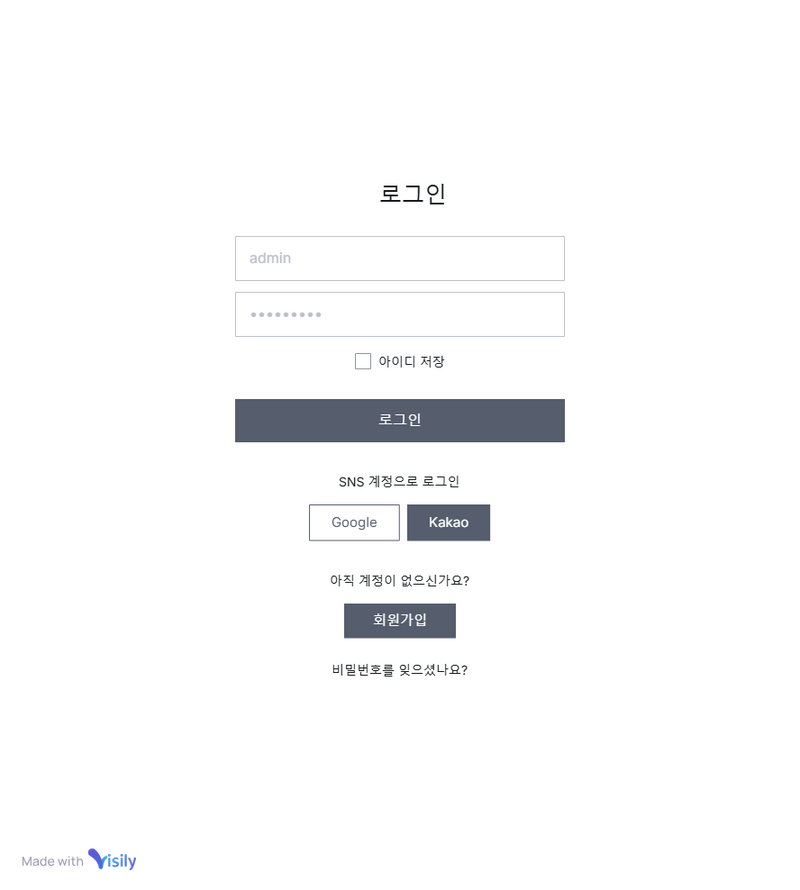 로그인
admin
•••••••••
아이디 저장
로그인
SNS 계정으로 로그인
Google Kakao
아직 계정이 없으신가요?
회원가입
비밀번호를 잊으셨나요?
Made with Visily